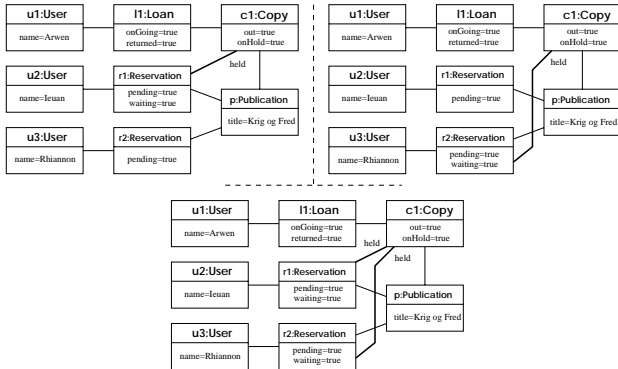 u1:User
name=Arwen
l1:Loan
onGoing=true
returned=true
c1:Copy
out=true
onHold=true
held
u2:User
name=Ieuan
r1:Reservation
pending=true
waiting=true
p:Publication
title=Krig og Fred
u3:User
name=Rhiannon
r2:Reservation
pending=true
u1:User
name=Arwen
l1:Loan
onGoing=true
returned=true
c1:Copy
out=true
onHold=true
held
u2:User
name=Ieuan
r1:Reservation
pending=true
p:Publication
title=Krig og Fred
u3:User
name=Rhiannon
r2:Reservation
pending=true
waiting=true
u1:User
name=Arwen
l1:Loan
onGoing=true
returned=true
c1:Copy
out=true
onHold=true
held
held
u2:User
name=Ieuan
r1:Reservation
pending=true
waiting=true
p:Publication
title=Krig og Fred
u3:User
name=Rhiannon
r2:Reservation
pending=true
waiting=true